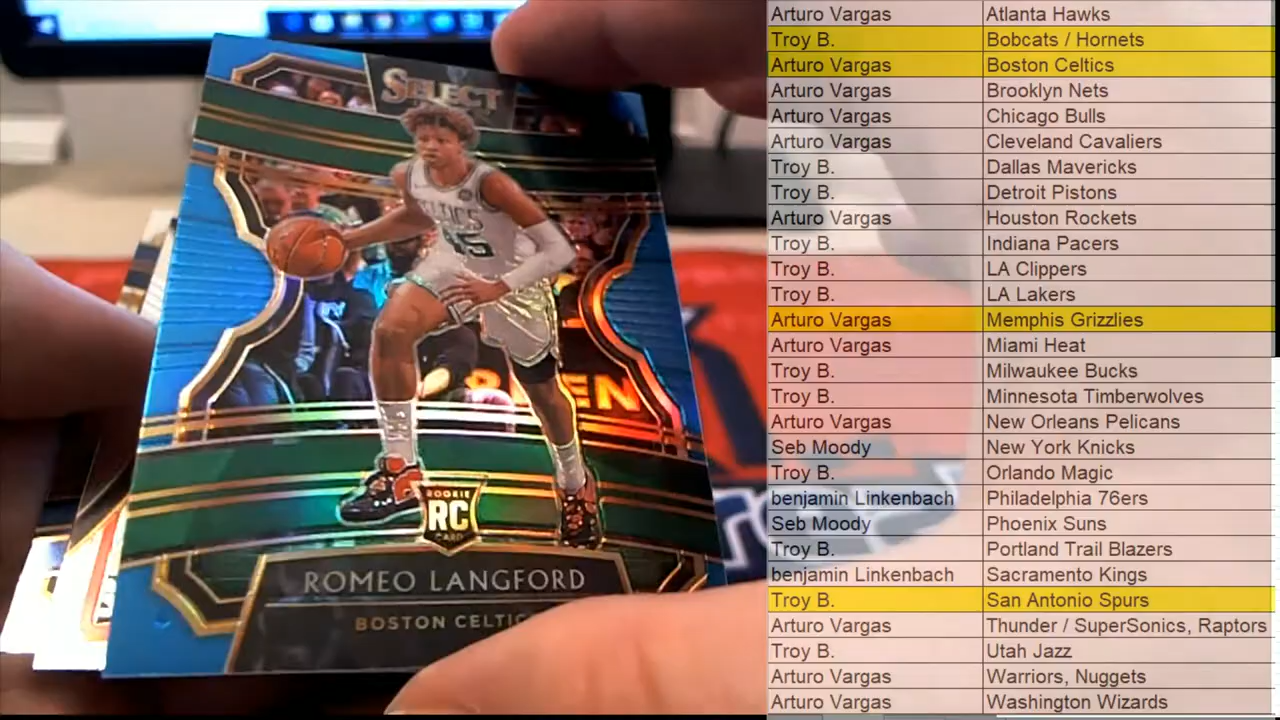 SELECT
CELTICS
45
ROOKIE
RC
CARD
ROMEO LANGFORD
BOSTON CELTIC
Arturo Vargas Atlanta Hawks
Troy B. Bobcats / Hornets
Arturo Vargas Boston Celtics
Arturo Vargas Brooklyn Nets
Arturo Vargas Chicago Bulls
Arturo Vargas Cleveland Cavaliers
Troy B. Dallas Mavericks
Troy B. Detroit Pistons
Arturo Vargas Houston Rockets
Troy B. Indiana Pacers
Troy B. LA Clippers
Troy B. LA Lakers
Arturo Vargas Memphis Grizzlies
Arturo Vargas Miami Heat
Troy B. Milwaukee Bucks
Troy B. Minnesota Timberwolves
Arturo Vargas New Orleans Pelicans
Seb Moody New York Knicks
Troy B. Orlando Magic
benjamin Linkenbach Philadelphia 76ers
Seb Moody Phoenix Suns
Troy B. Portland Trail Blazers
benjamin Linkenbach Sacramento Kings
Troy B. San Antonio Spurs
Arturo Vargas Thunder / SuperSonics, Raptors
Troy B. Utah Jazz
Arturo Vargas Warriors, Nuggets
Arturo Vargas Washington Wizards